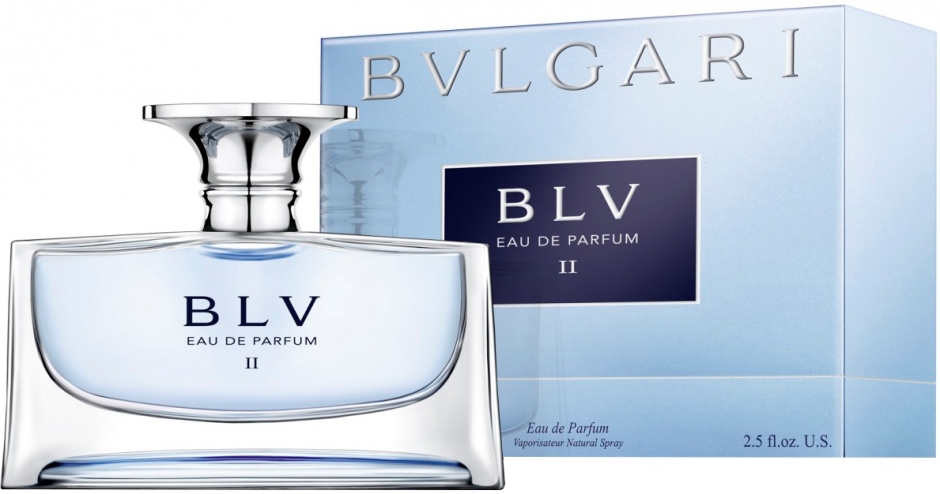 BVLGARI
BLV
EAU DE PARFUM
II
Eau de Parfum
Vaporisateur Natural Spray
2.5 fl.oz. U.S.
BLV
EAU DE PARFUM
II